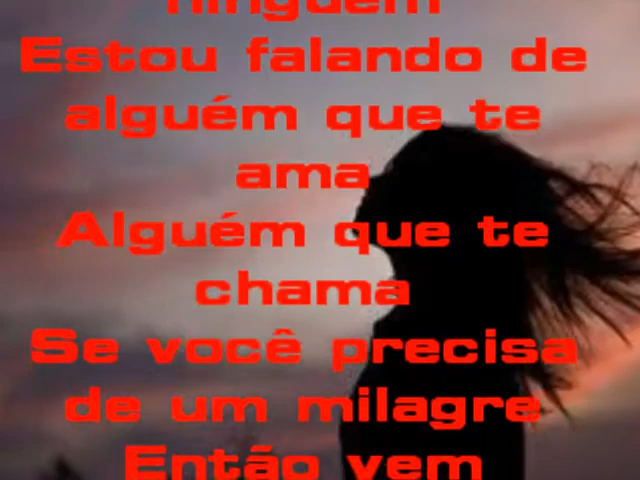 ninguém
Estou falando de
alguém que te
ama
Alguém que te
chama
Se você precisa
de um milagre
Então vem